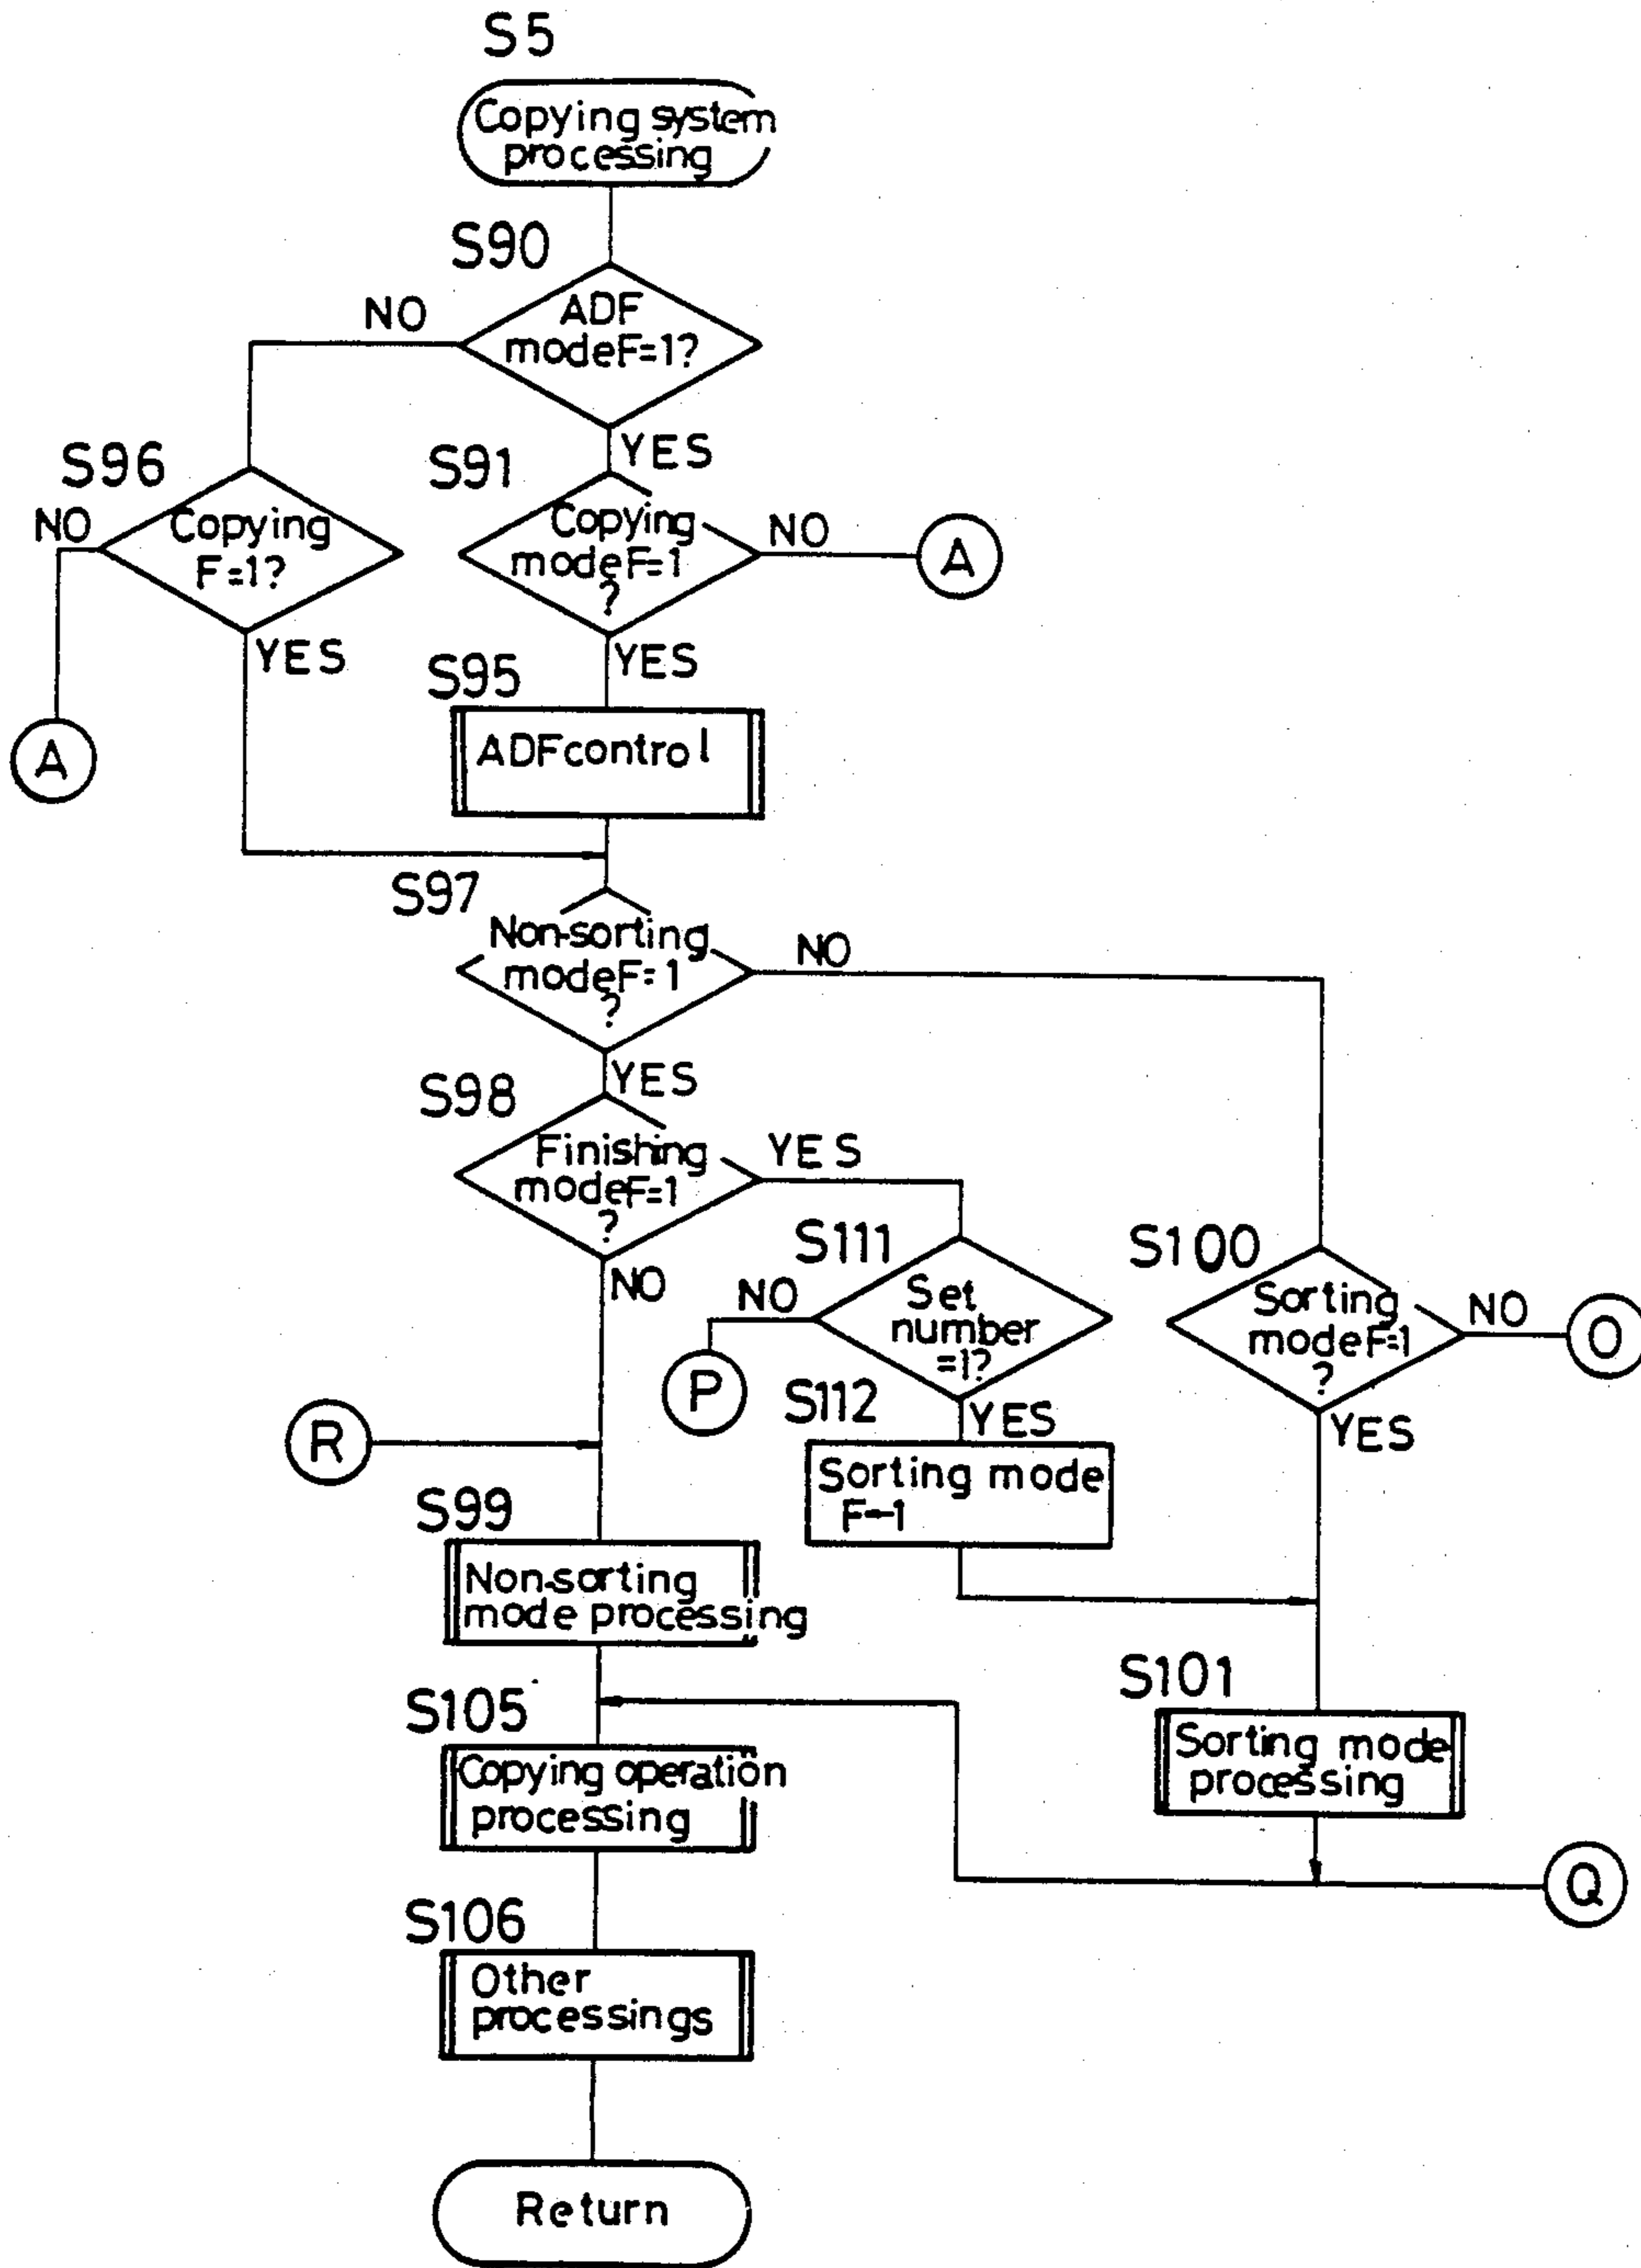 S5
Copying system
processing
S90
ADF
modeF=1?
NO
YES
S96
Copying
F=1?
NO
YES
A
S91
Copying
modeF=1
?
NO
A
YES
S95
ADFcontrol
S97
Non-sorting
modeF=1
?
NO
YES
S98
Finishing
modeF=1
?
YES
NO
S111
Set
number
=1?
NO
P
YES
S112
Sorting mode
F←1
S100
Sorting
modeF=1
?
NO
O
YES
R
S99
Non-sorting
mode processing
S101
Sorting mode
processing
S105
Copying operation
processing
Q
S106
Other
processings
Return